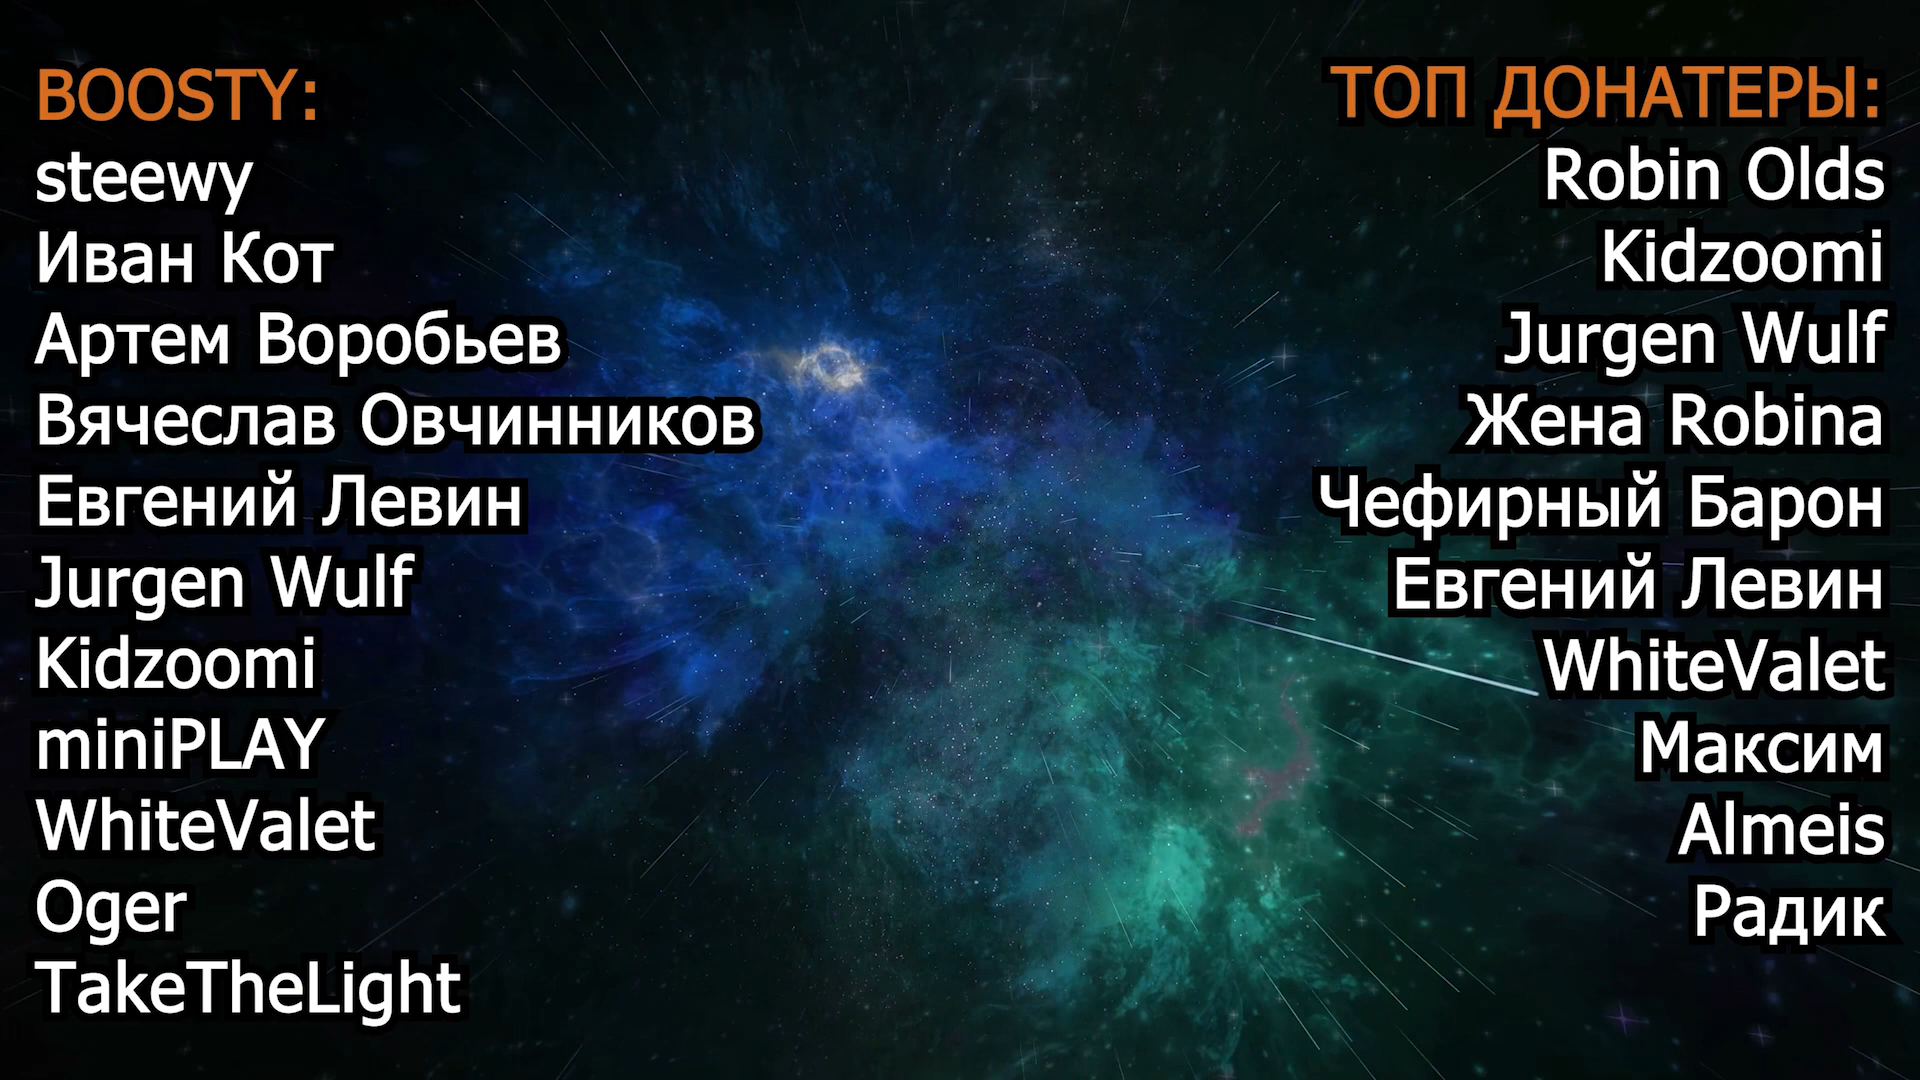 BOOSTY:
steewy
Иван Кот
Артем Воробьев
Вячеслав Овчинников
Евгений Левин
Jurgen Wulf
Kidzoomi
miniPLAY
WhiteValet
Oger
TakeTheLight
ТОП ДОНАТЕРЫ:
Robin Olds
Kidzoomi
Jurgen Wulf
Жена Robina
Чефирный Барон
Евгений Левин
WhiteValet
Максим
Almeis
Радик